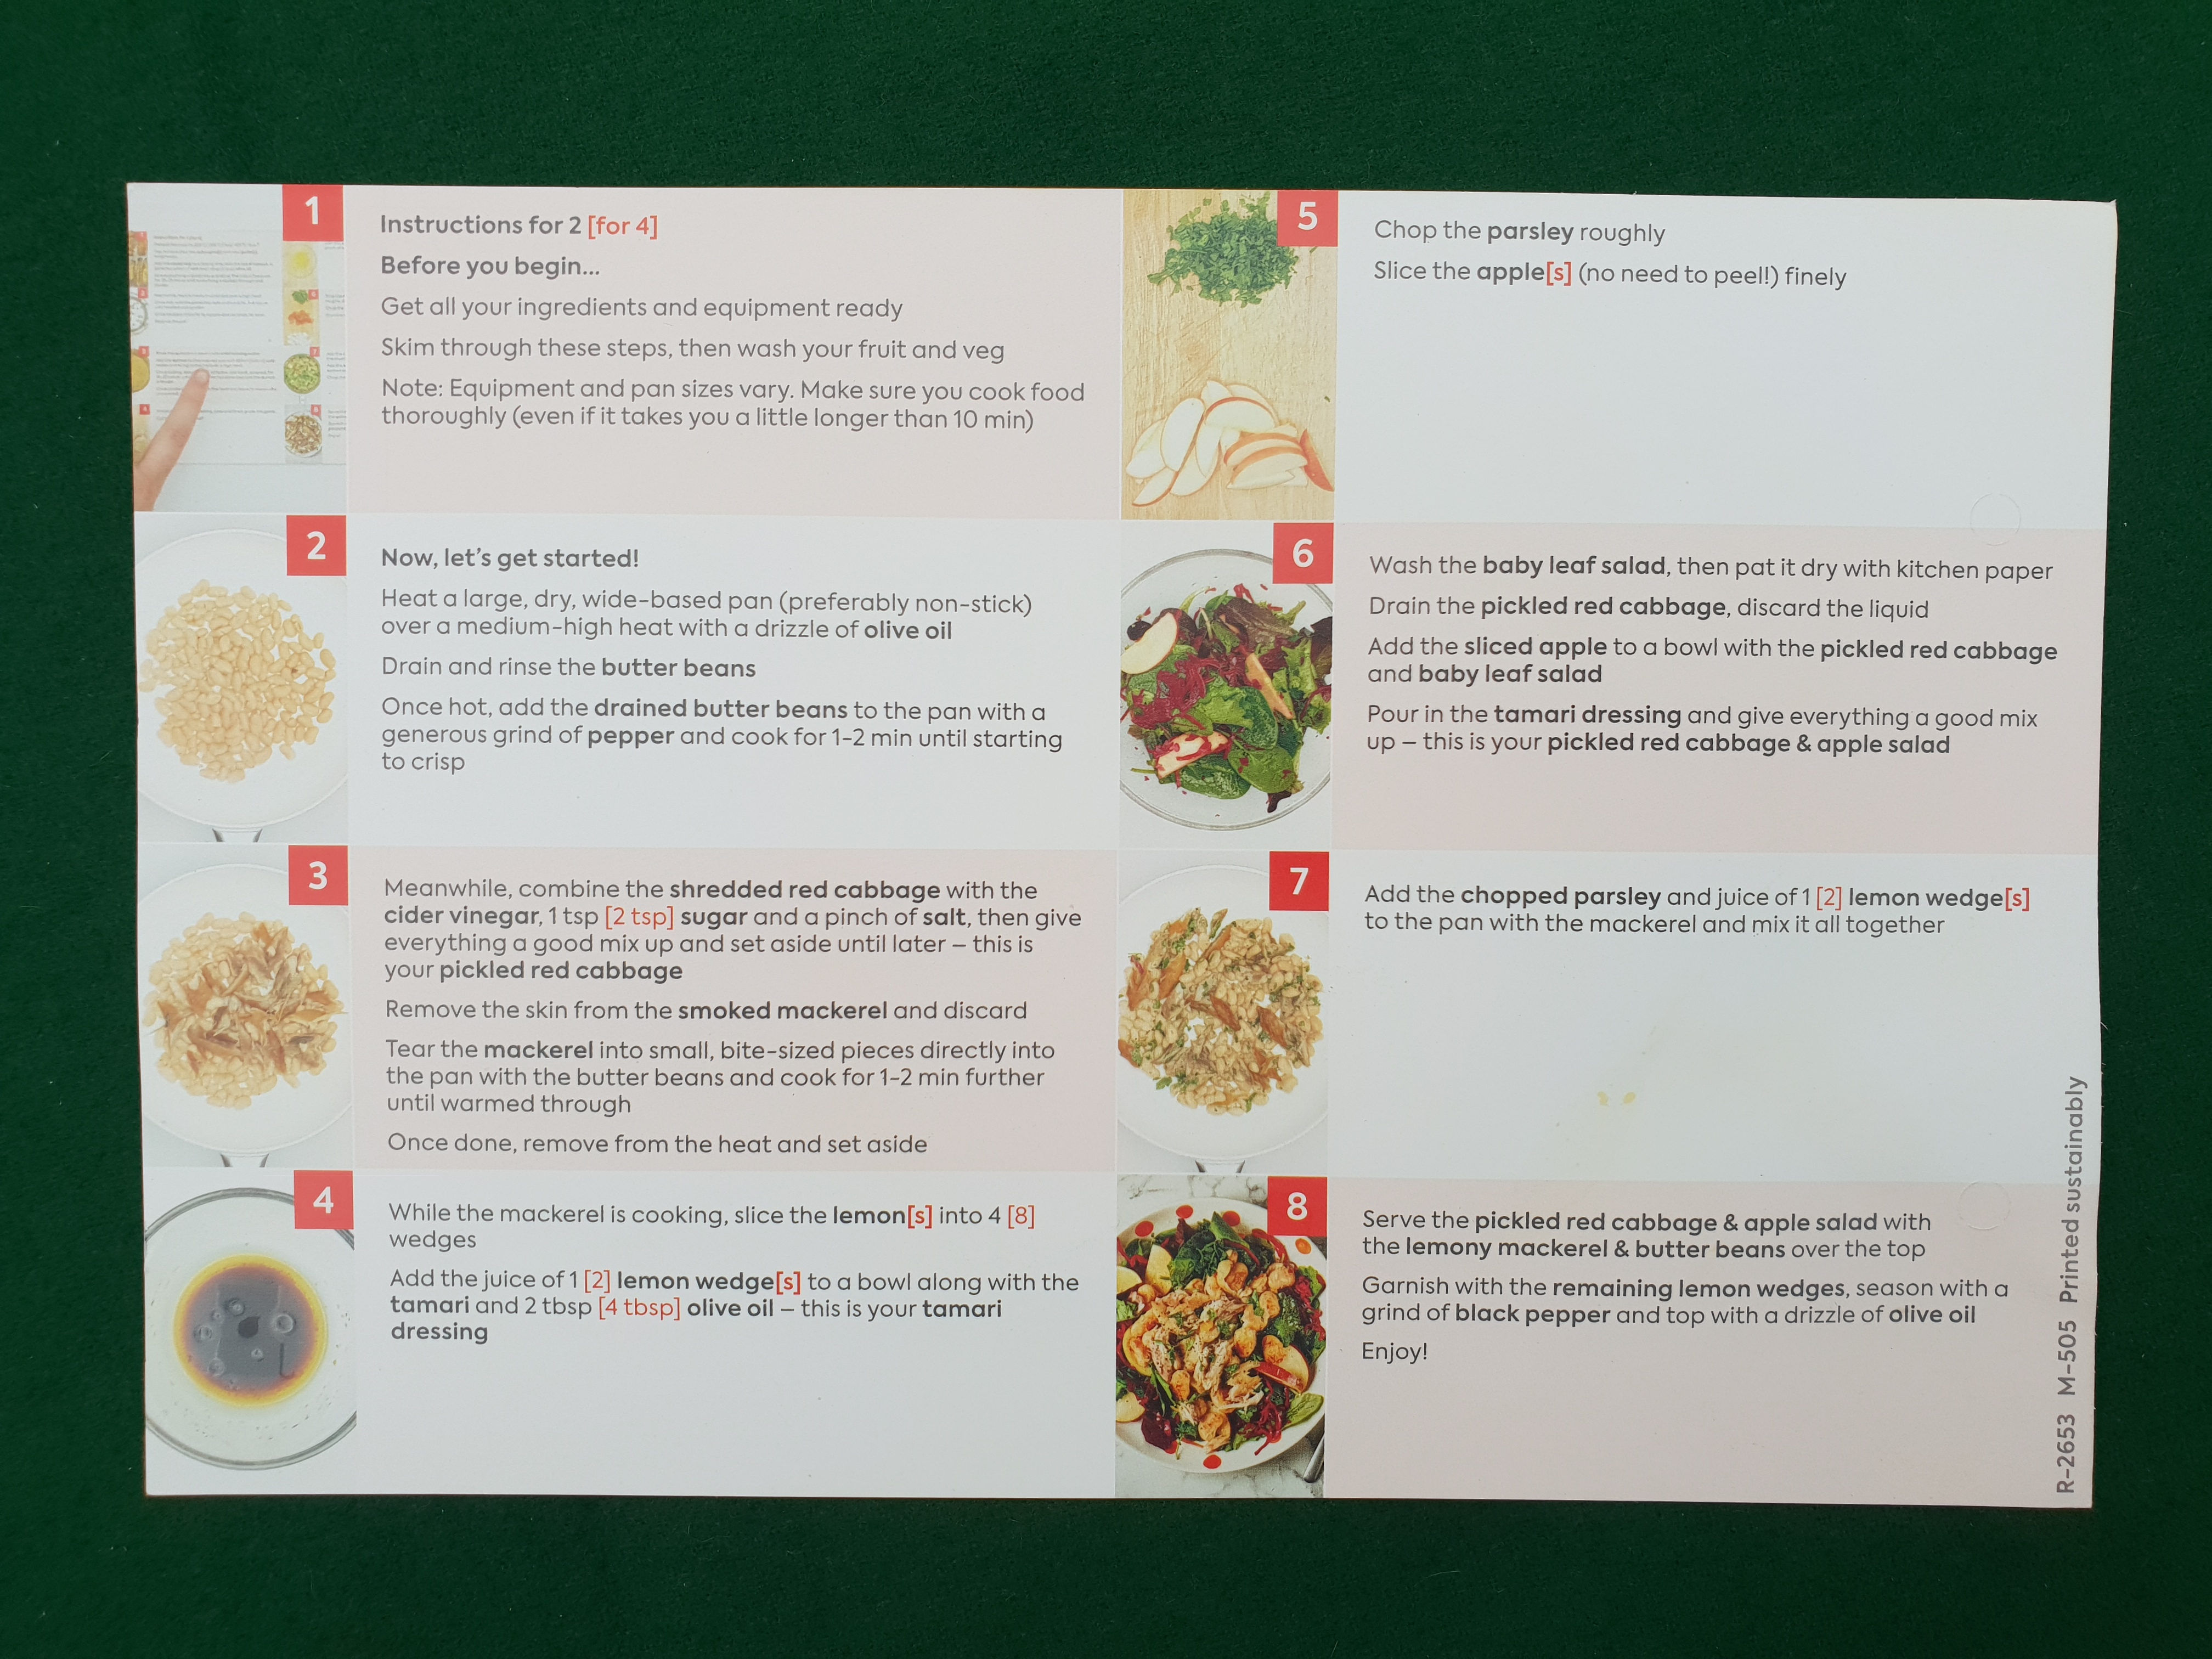 1
Instructions for 2 [for 4]
Before you begin...
Get all your ingredients and equipment ready
Skim through these steps, then wash your fruit and veg
Note: Equipment and pan sizes vary. Make sure you cook food
thoroughly (even if it takes you a little longer than 10 min)
2
Now, let's get started!
Heat a large, dry, wide-based pan (preferably non-stick)
over a medium-high heat with a drizzle of olive oil
Drain and rinse the butter beans
Once hot, add the drained butter beans to the pan with a
generous grind of pepper and cook for 1-2 min until starting
to crisp
3
Meanwhile, combine the shredded red cabbage with the
cider vinegar, 1 tsp [2 tsp] sugar and a pinch of salt, then give
everything a good mix up and set aside until later – this is
your pickled red cabbage
Remove the skin from the smoked mackerel and discard
Tear the mackerel into small, bite-sized pieces directly into
the pan with the butter beans and cook for 1-2 min further
until warmed through
Once done, remove from the heat and set aside
4
While the mackerel is cooking, slice the lemon[s] into 4 [8]
wedges
Add the juice of 1 [2] lemon wedge[s] to a bowl along with the
tamari and 2 tbsp [4 tbsp] olive oil – this is your tamari
dressing
5
Chop the parsley roughly
Slice the apple[s] (no need to peel!) finely
6
Wash the baby leaf salad, then pat it dry with kitchen paper
Drain the pickled red cabbage, discard the liquid
Add the sliced apple to a bowl with the pickled red cabbage
and baby leaf salad
Pour in the tamari dressing and give everything a good mix
up – this is your pickled red cabbage & apple salad
7
Add the chopped parsley and juice of 1 [2] lemon wedge[s]
to the pan with the mackerel and mix it all together
8
Serve the pickled red cabbage & apple salad with
the lemony mackerel & butter beans over the top
Garnish with the remaining lemon wedges, season with a
grind of black pepper and top with a drizzle of olive oil
Enjoy!
R-2653 M-505 Printed sustainably